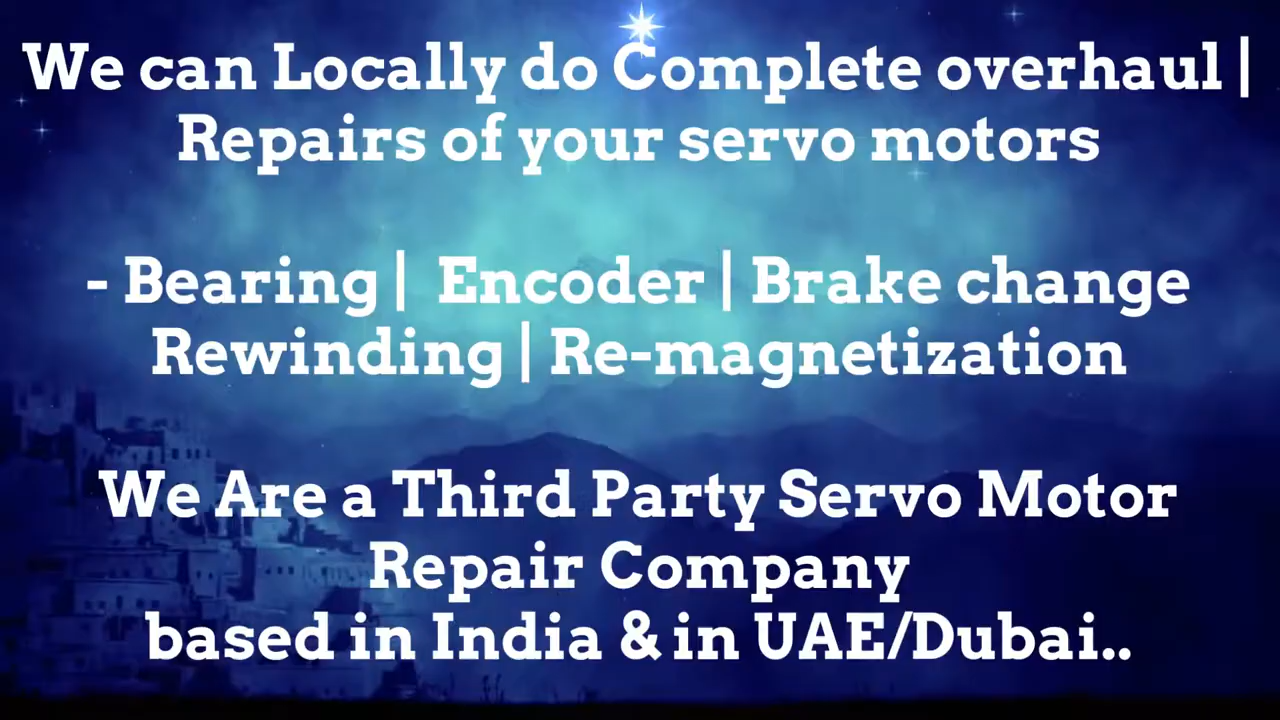 We can Locally do Complete overhaul |
Repairs of your servo motors
- Bearing | Encoder | Brake change
Rewinding | Re-magnetization
We Are a Third Party Servo Motor
Repair Company
based in India & in UAE/Dubai..